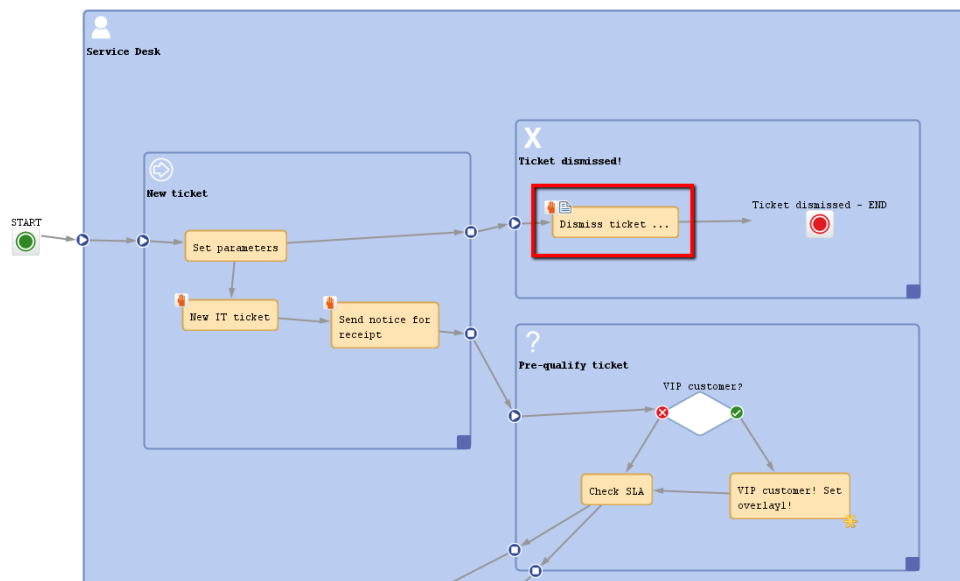 Service Desk
X
Ticket dismissed!
New ticket
START
Ticket dismissed - END
Dismiss ticket ...
Set parameters
New IT ticket
Send notice for
receipt
?
Pre-qualify ticket
VIP customer?
Check SLA
VIP customer! Set
overlayl!